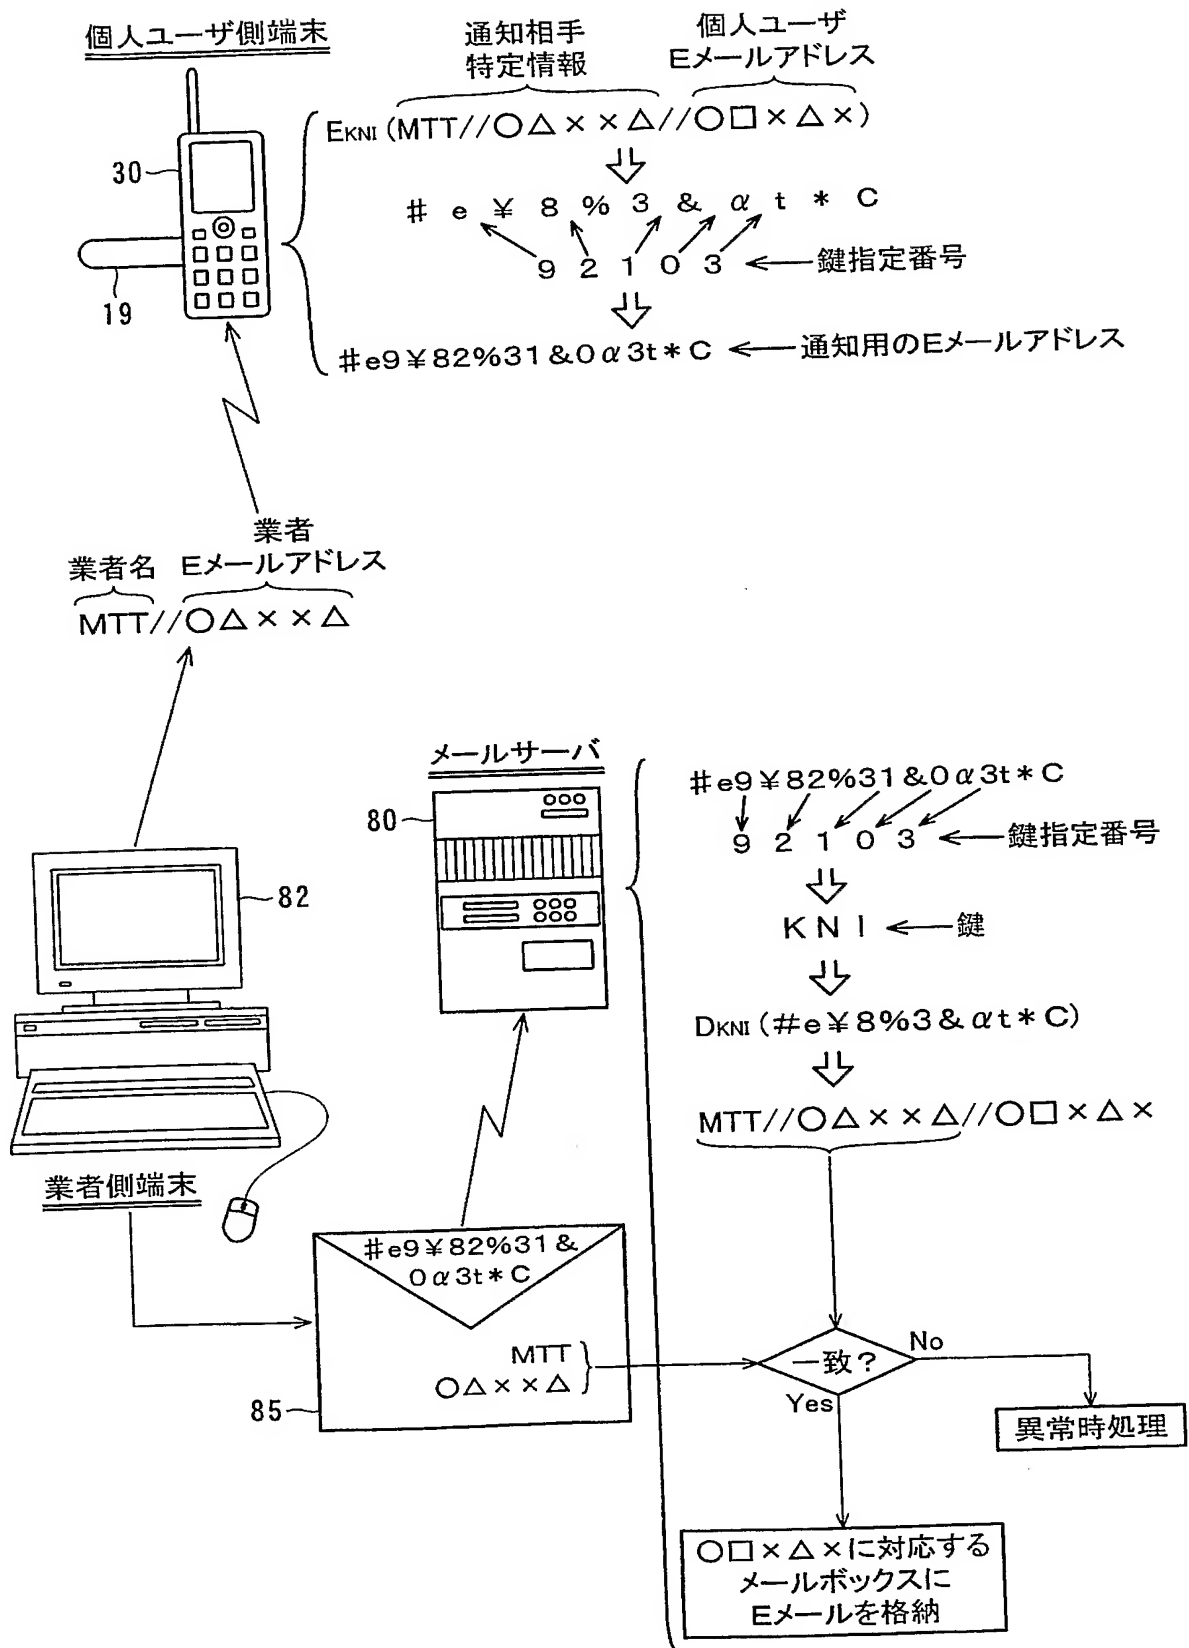 個人ユーザ側端末
通知相手
特定情報
個人ユーザ
Eメールアドレス
EKNI (MTT//○△××△//○□×△×)
30
# e ¥ 8 % 3 & α t * C
9 2 1 0 3 鍵指定番号
19
#e9¥82%31&0α3t*C 通知用のEメールアドレス
業者名
業者
Eメールアドレス
MTT//○△××△
メールサーバ
80
#e9¥82%31&0α3t*C
9 2 1 0 3 鍵指定番号
KNI 鍵
DKNI (#e¥8%3&αt*C)
MTT//○△××△//○□×△×
82
業者側端末
#e9¥82%31&
0α3t*C
MTT
○△××△
85
一致?
No
Yes
異常時処理
○□×△×に対応する
メールボックスに
Eメールを格納